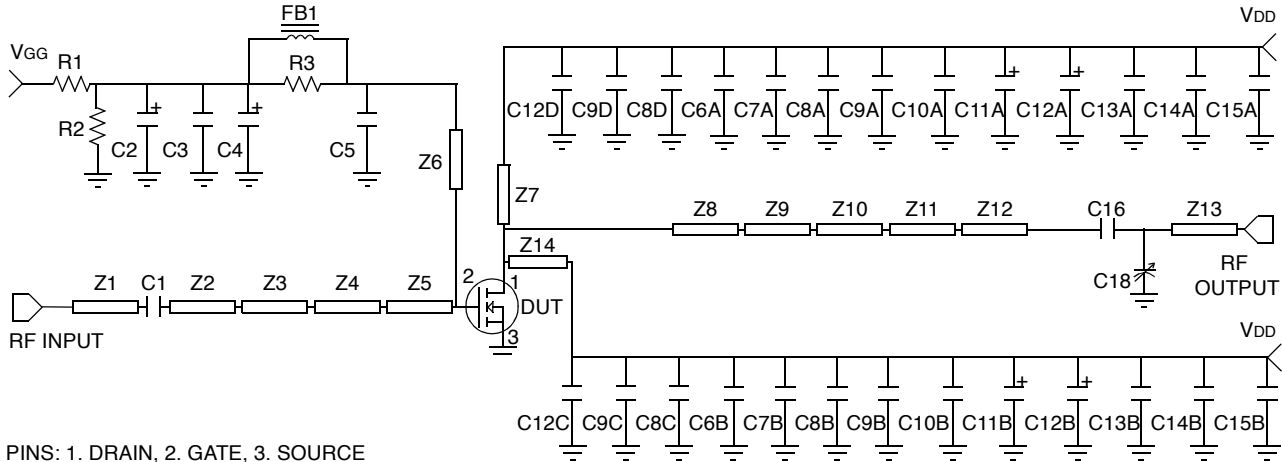 FB1
VDD
VGG
R1
R3
R2
C2
C3
C4
C5
Z6
+
+
C12D
C9D
C8D
C6A
C7A
C8A
C9A
C10A
C11A
C12A
C13A
C14A
C15A
+
+
Z7
Z8
Z9
Z10
Z11
Z12
C16
Z13
Z14
C18
RF
OUTPUT
Z1
C1
Z2
Z3
Z4
Z5
2
1
DUT
3
RF INPUT
VDD
C12C
C9C
C8C
C6B
C7B
C8B
C9B
C10B
C11B
C12B
C13B
C14B
C15B
+
+
PINS: 1. DRAIN, 2. GATE, 3. SOURCE